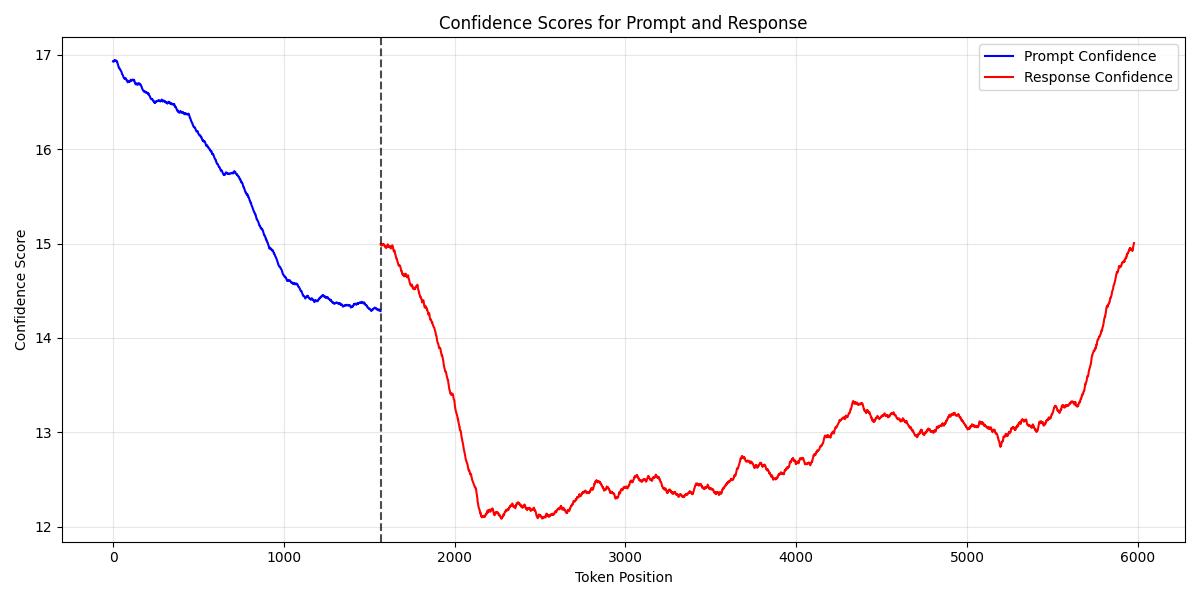 Confidence Scores for Prompt and Response
Prompt Confidence
Response Confidence
Confidence Score
17
16
15
14
13
12
0 1000 2000 3000 4000 5000 6000
Token Position